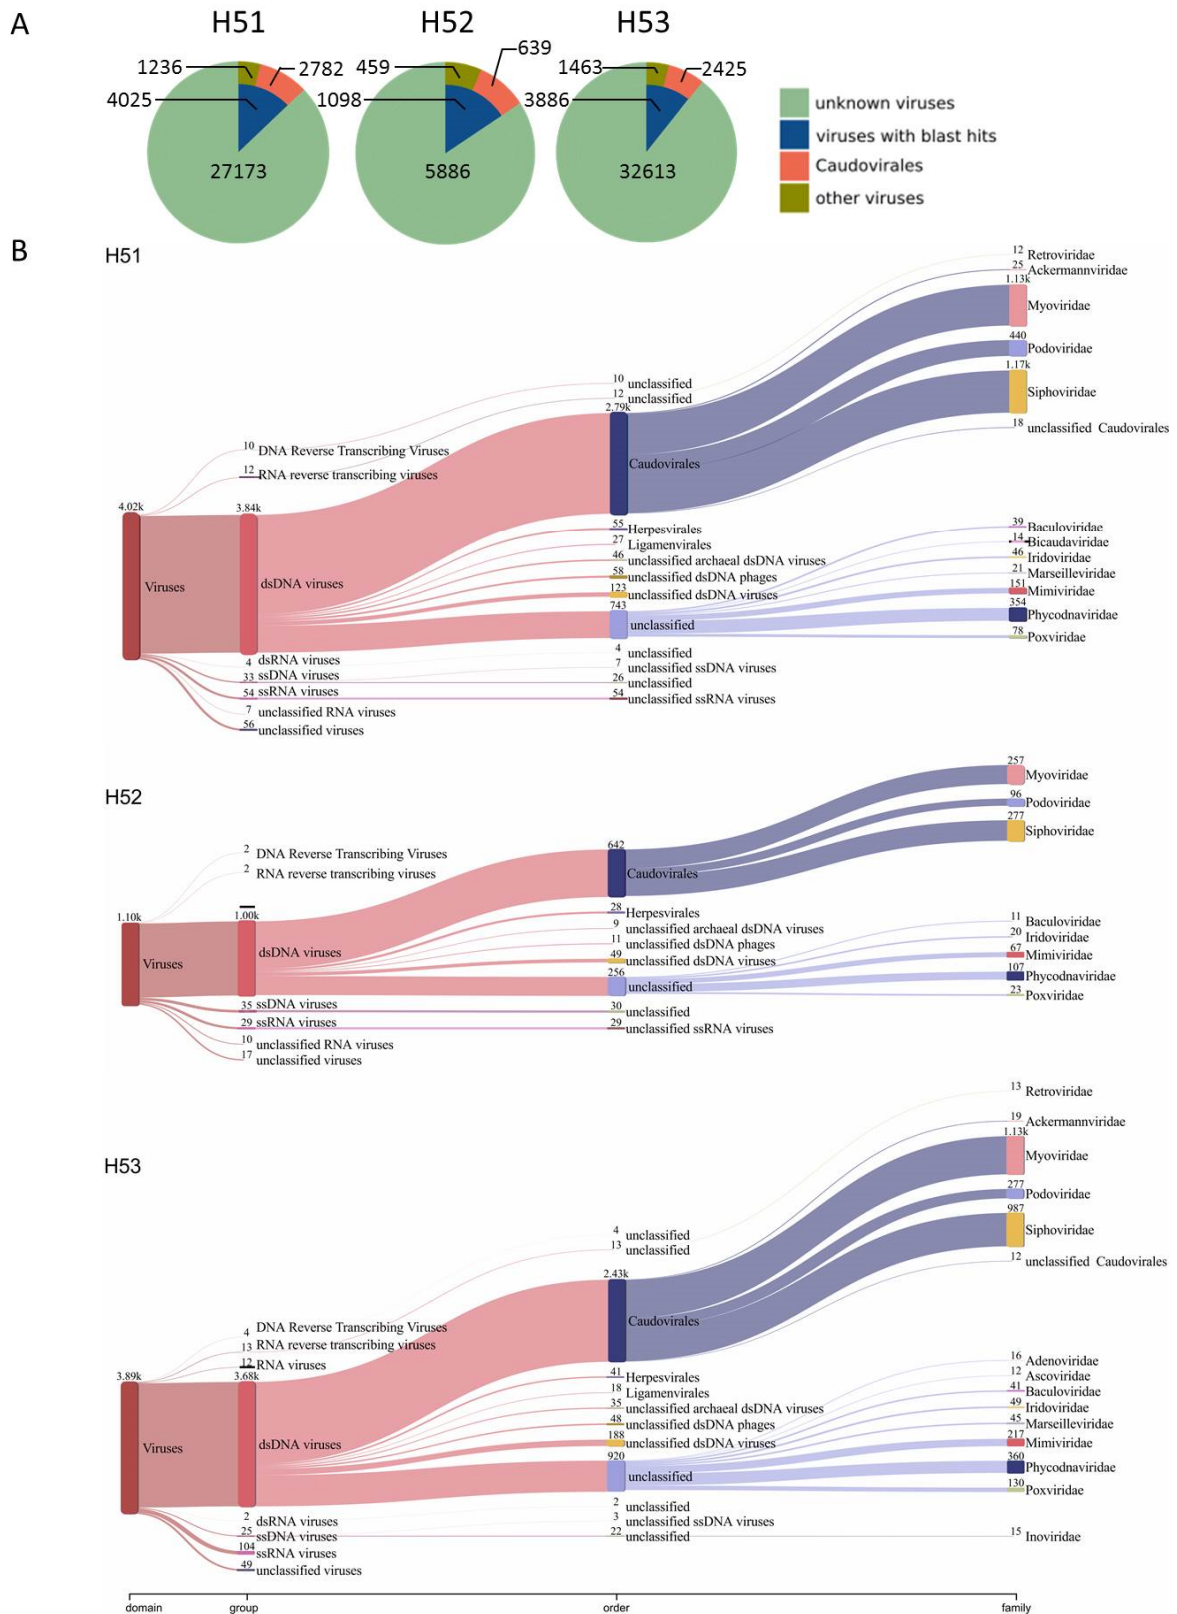 A
H51
H52
H53
1236
2782
4025
27173
459
639
1098
5886
1463
2425
3886
32613
unknown viruses
viruses with blast hits
Caudovirales
other viruses
B
H51
12 Retroviridae
25 Ackermannviridae
1.13k
Myoviridae
440
Podoviridae
1.17k
Siphoviridae
18 unclassified Caudovirales
10 unclassified
12 unclassified
2.79k
Caudovirales
10 DNA Reverse Transcribing Viruses
12 RNA reverse transcribing viruses
4.02k
Viruses
3.84k
dsDNA viruses
55 Herpesvirales
27 Ligamenvirales
46 unclassified archaeal dsDNA viruses
58 unclassified dsDNA phages
123 unclassified dsDNA viruses
743
unclassified
39 Baculoviridae
14 Bicaudaviridae
46 Iridoviridae
21 Marseilleviridae
151 Mimiviridae
354
Phycodnaviridae
78 Poxviridae
4 dsRNA viruses
33 ssDNA viruses
54 ssRNA viruses
7 unclassified RNA viruses
56 unclassified viruses
4 unclassified
7 unclassified ssDNA viruses
26 unclassified
54 unclassified ssRNA viruses
H52
257
Myoviridae
96
Podoviridae
277
Siphoviridae
2 DNA Reverse Transcribing Viruses
2 RNA reverse transcribing viruses
642
Caudovirales
1.10k
Viruses
1.00k
dsDNA viruses
28 Herpesvirales
9 unclassified archaeal dsDNA viruses
11 unclassified dsDNA phages
49 unclassified dsDNA viruses
256
unclassified
11 Baculoviridae
20 Iridoviridae
67 Mimiviridae
107
Phycodnaviridae
23 Poxviridae
35 ssDNA viruses
29 ssRNA viruses
10 unclassified RNA viruses
17 unclassified viruses
30 unclassified
29 unclassified ssRNA viruses
H53
13 Retroviridae
19 Ackermannviridae
1.13k
Myoviridae
277
Podoviridae
987
Siphoviridae
12 unclassified Caudovirales
4 unclassified
13 unclassified
2.43k
Caudovirales
4 DNA Reverse Transcribing Viruses
13 RNA reverse transcribing viruses
12 RNA viruses
3.89k
Viruses
3.68k
dsDNA viruses
41 Herpesvirales
18 Ligamenvirales
35 unclassified archaeal dsDNA viruses
48 unclassified dsDNA phages
188 unclassified dsDNA viruses
920
unclassified
16 Adenoviridae
12 Ascoviridae
41 Baculoviridae
49 Iridoviridae
45 Marseilleviridae
217
Mimiviridae
360
Phycodnaviridae
130
Poxviridae
2 dsRNA viruses
25 ssDNA viruses
104 ssRNA viruses
49 unclassified viruses
2 unclassified
3 unclassified ssDNA viruses
22 unclassified
15 Inoviridae
domain group order family